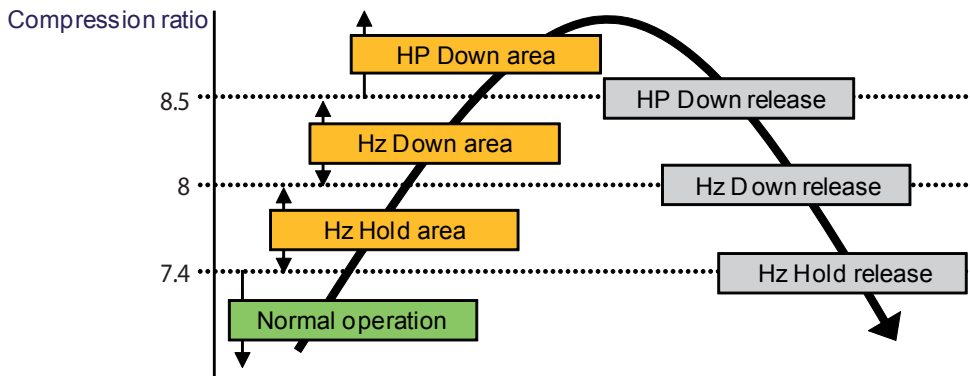 Compression ratio
HP Down area
8.5
HP Down release
Hz Down area
8
Hz Down release
Hz Hold area
7.4
Hz Hold release
Normal operation